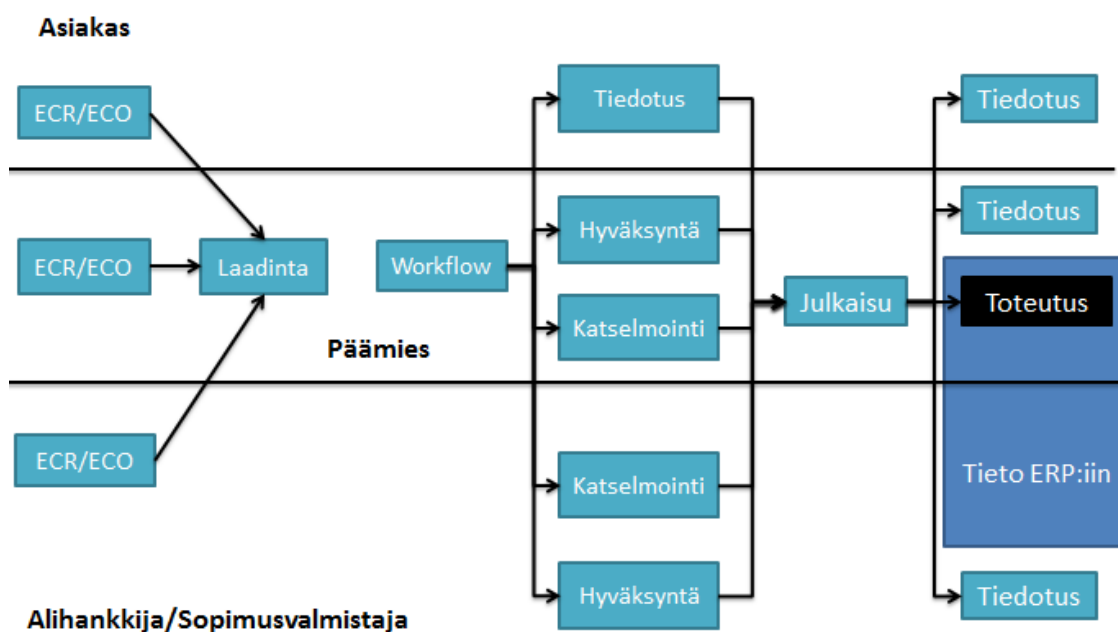 Asiakas
ECR/ECO
Tiedotus
Tiedotus
Tiedotus
ECR/ECO
Laadinta
Workflow
Hyväksyntä
Katselmointi
Julkaisu
Toteutus
Päämies
ECR/ECO
Katselmointi
Tieto ERP:iin
Hyväksyntä
Tiedotus
Alihankkija/Sopimusvalmistaja